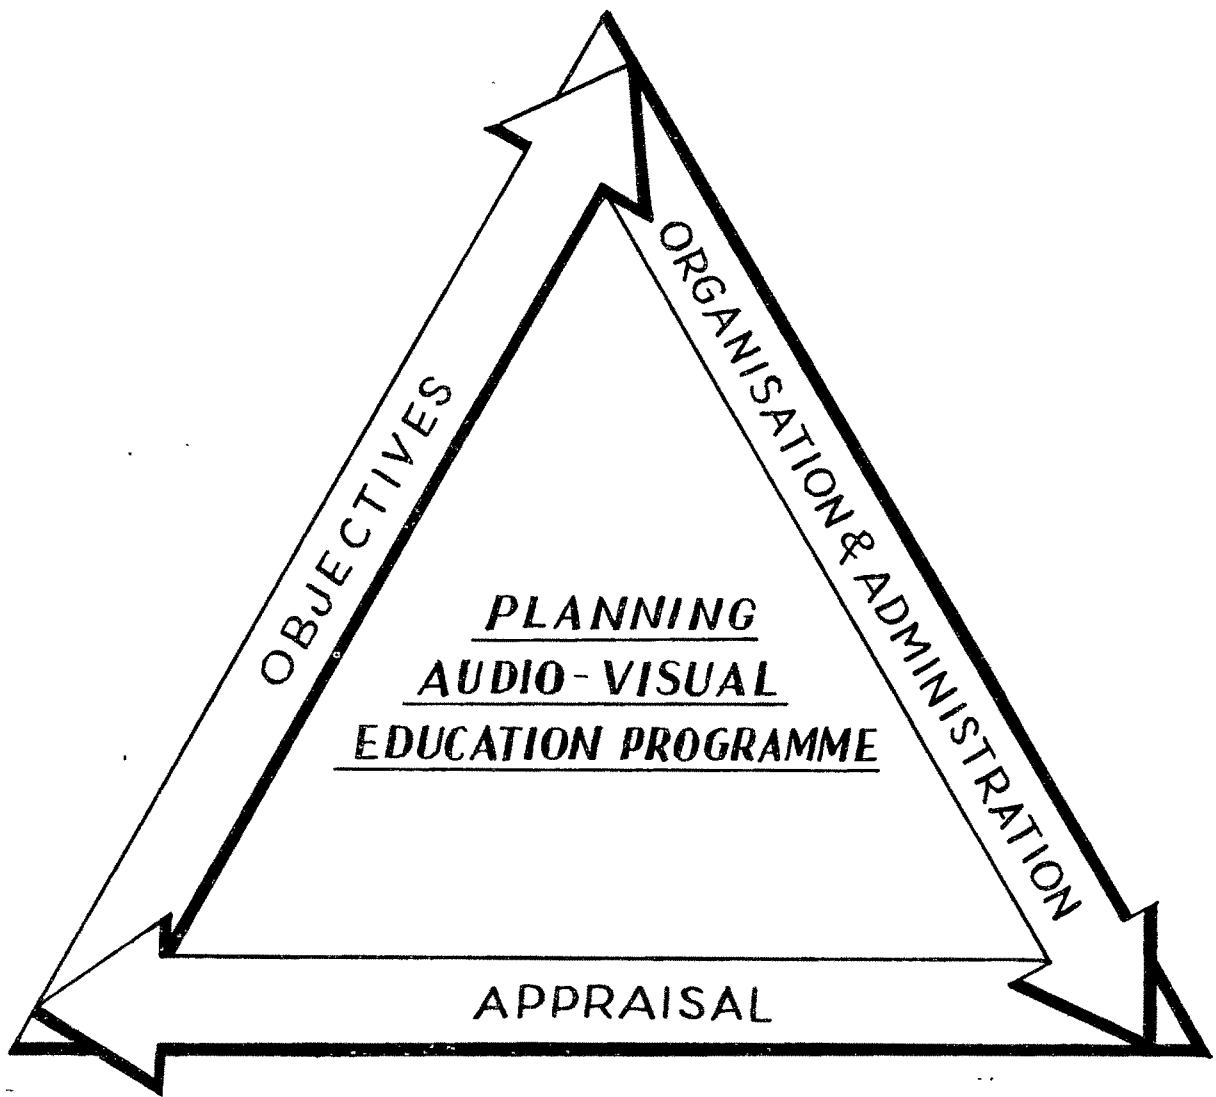 OBJECTIVES
ORGANISATION & ADMINISTRATION
PLANNING
AUDIO-VISUAL
EDUCATION PROGRAMME
APPRAISAL